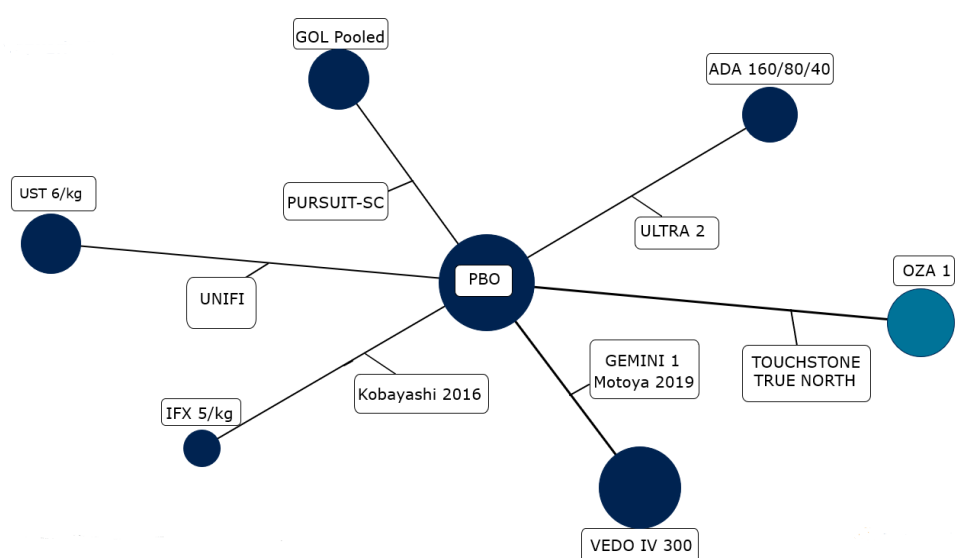 GOL Pooled
ADA 160/80/40
UST 6/kg
PURSUIT-SC
ULTRA 2
UNIFI
PBO
OZA 1
GEMINI 1
Motoya 2019
TOUCHSTONE
TRUE NORTH
Kobayashi 2016
IFX 5/kg
VEDO IV 300